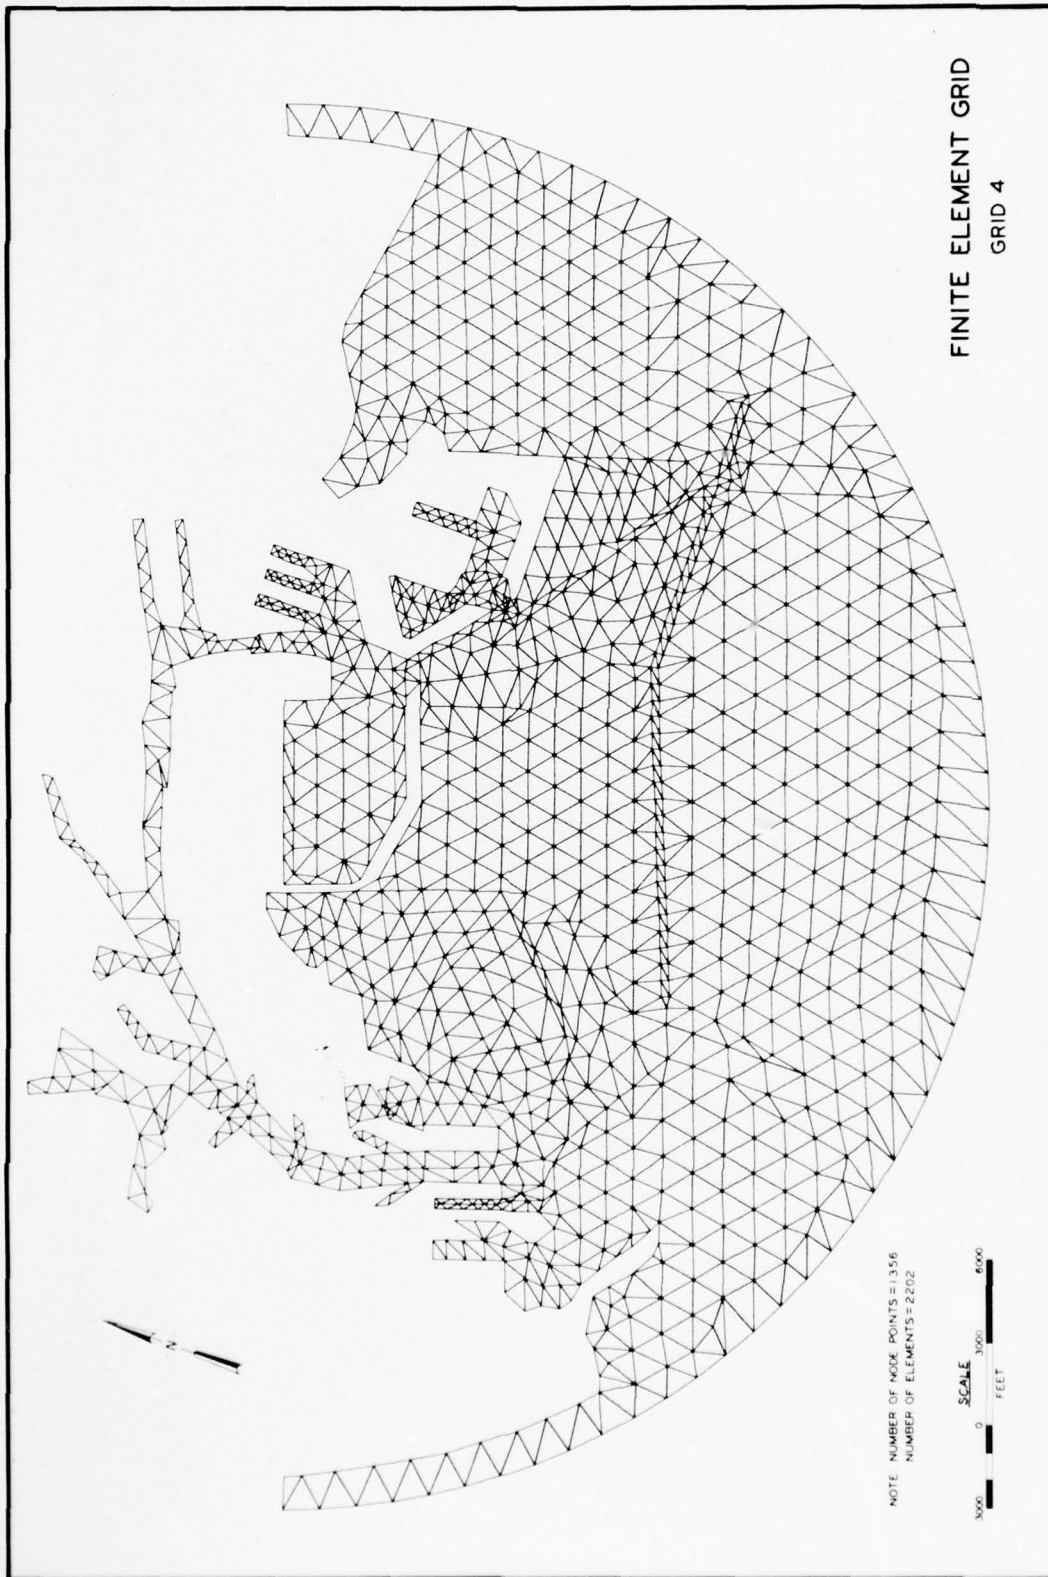 FINITE ELEMENT GRID
GRID 4
N
NOTE NUMBER OF NODE POINTS = 1356
NUMBER OF ELEMENTS = 2202
SCALE
3000 0 3000 6000
FEET